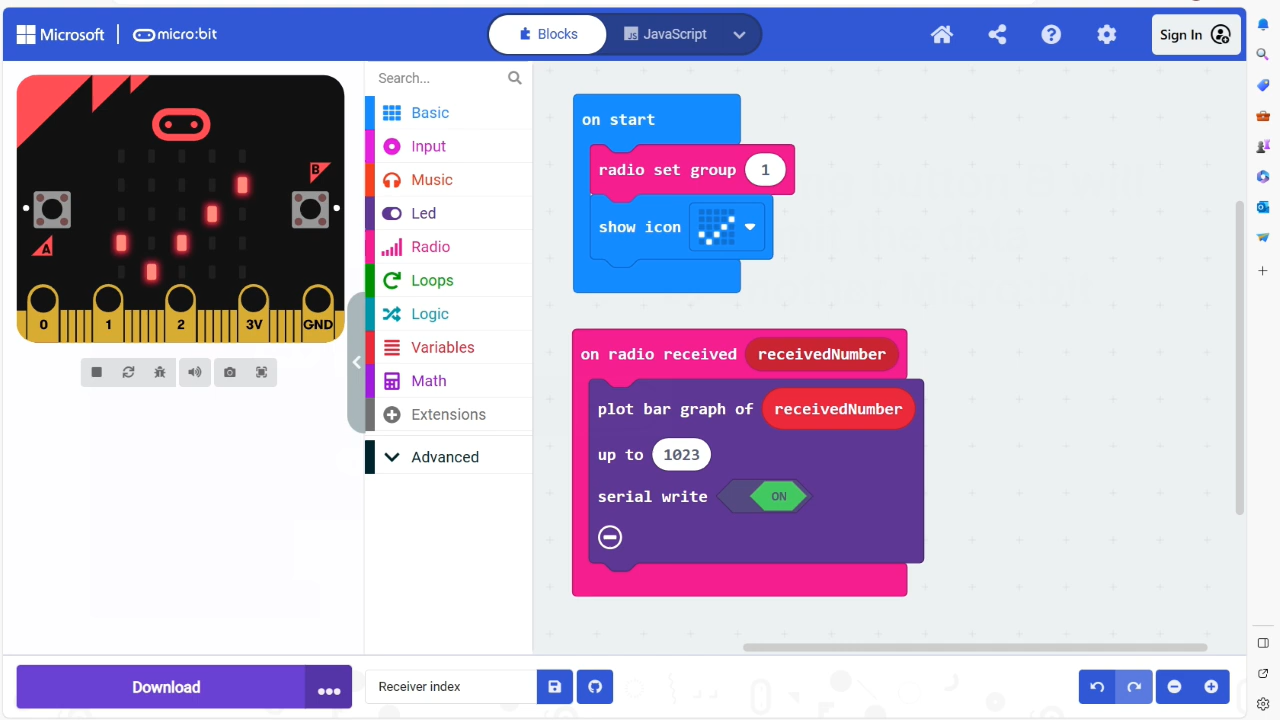 Microsoft
micro:bit
Blocks
JS JavaScript
Sign In
B
A
0 1 2 3V GND
Search...
Basic
Input
Music
Led
Radio
Loops
Logic
Variables
Math
Extensions
Advanced
on start
radio set group 1
show icon
on radio received receivedNumber
plot bar graph of receivedNumber
up to 1023
serial write ON
Download
Receiver index